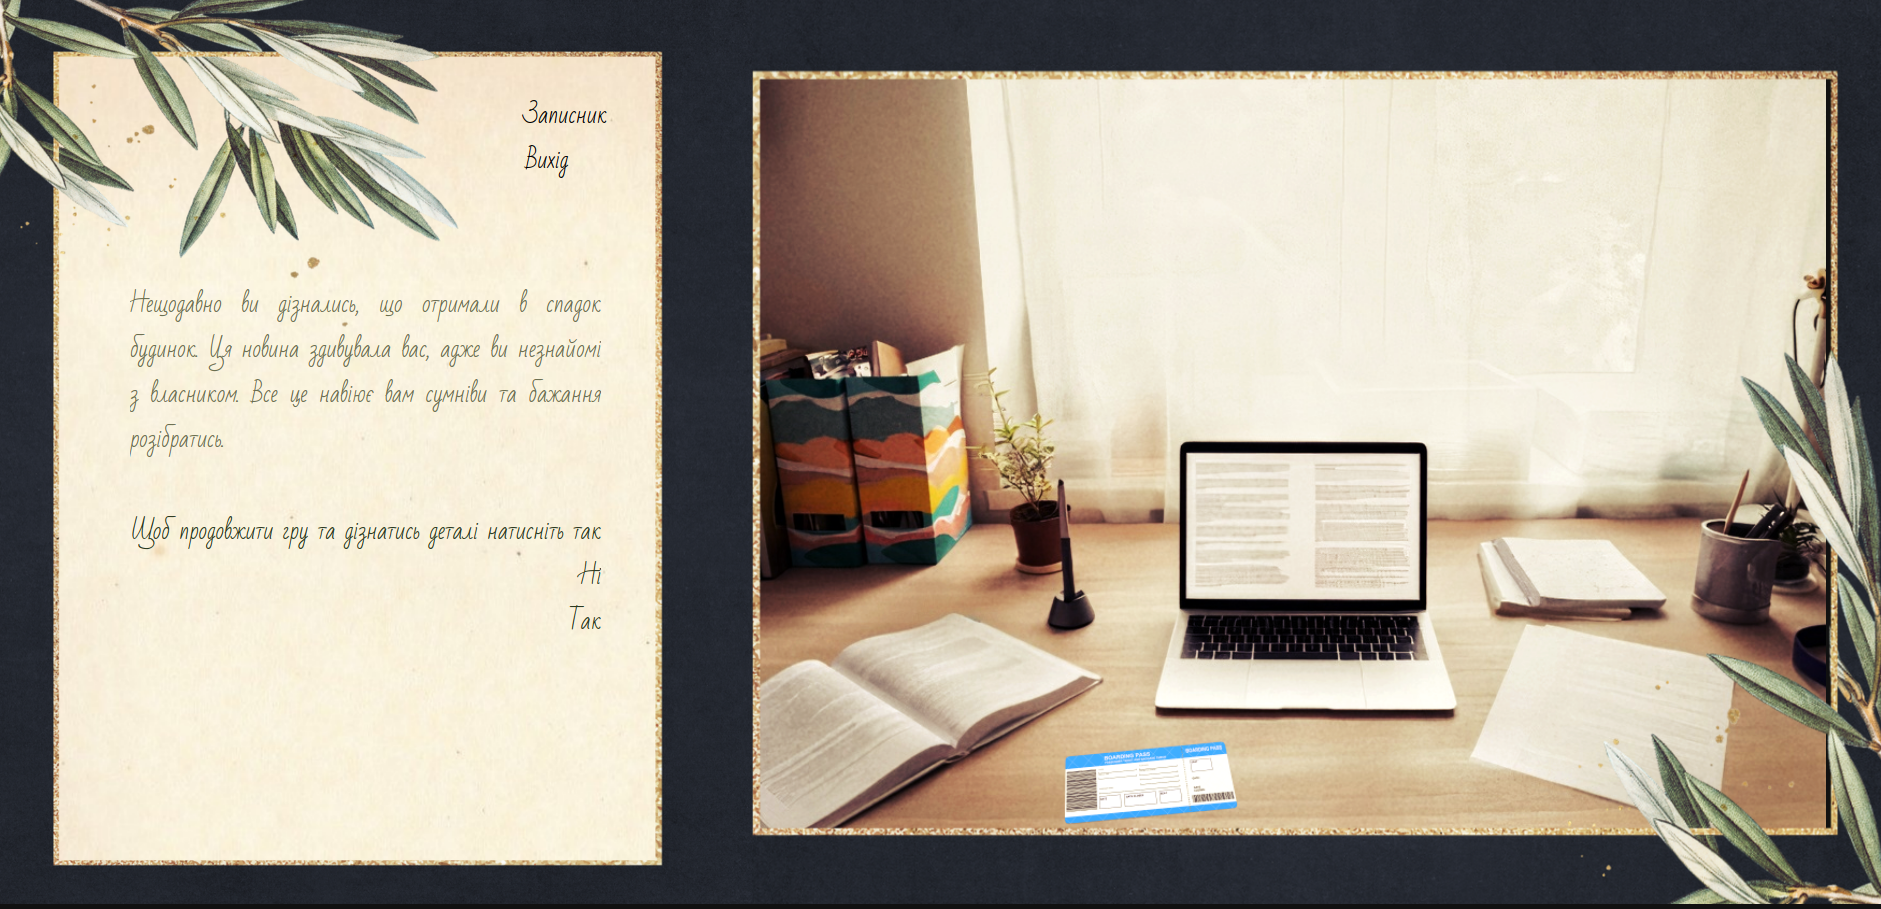 Записник
Вихід
Нещодавно ви дізнались, що отримали в спадок
будинок. Ця новина здивувала вас, адже ви незнайомі
з власником. Все це навіює вам сумніви та бажання
розібратись.
Щоб продовжити гру та дізнатись деталі натисніть так
Ні
Так
BOARDING PASS
BOARDING PASS